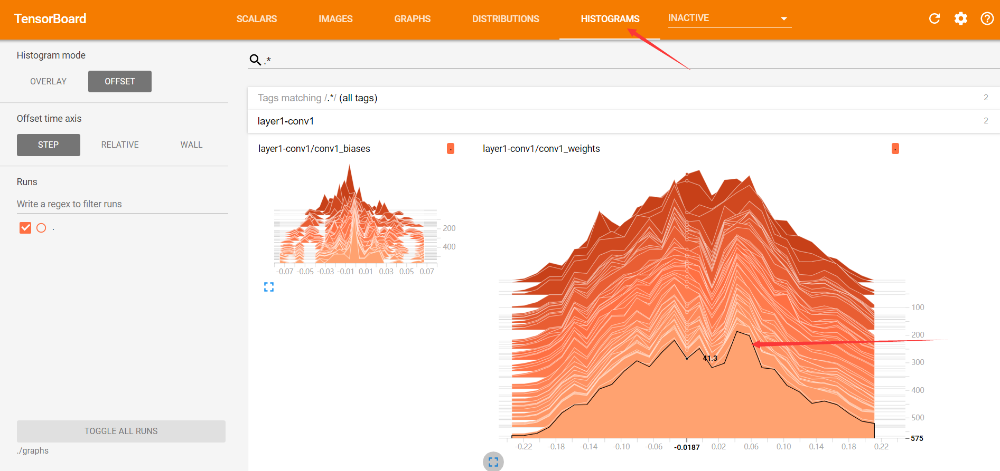 TensorBoard
SCALARS
IMAGES
GRAPHS
DISTRIBUTIONS
HISTOGRAMS
INACTIVE
Histogram mode
OVERLAY
OFFSET
Offset time axis
STEP
RELATIVE
WALL
Runs
Write a regex to filter runs
.
TOGGLE ALL RUNS
./graphs
.*
Tags matching /.*/ (all tags)
2
layer1-conv1
2
layer1-conv1/conv1_biases
.
200
400
-0.07 -0.05 -0.03 -0.01 0.01 0.03 0.05 0.07
layer1-conv1/conv1_weights
.
41.3
100
200
300
400
500
575
-0.22 -0.18 -0.14 -0.10 -0.06 -0.0187 0.02 0.06 0.10 0.14 0.18 0.22